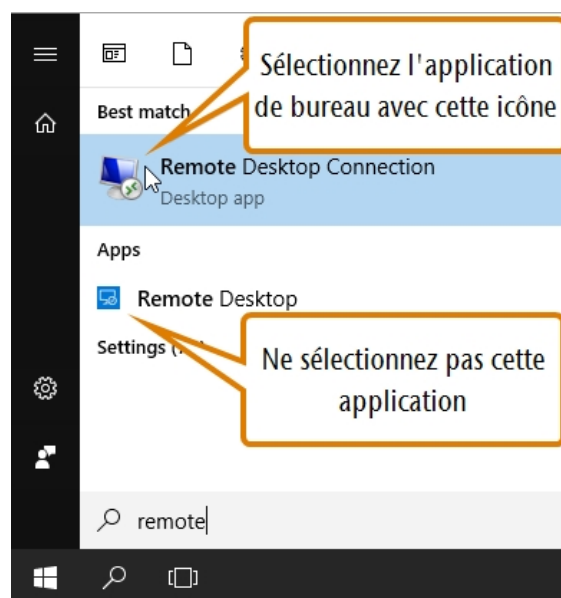 Sélectionnez l'application
de bureau avec cette icône
Best match
Remote Desktop Connection
Desktop app
Apps
Remote Desktop
Settings
Ne sélectionnez pas cette
application
remote